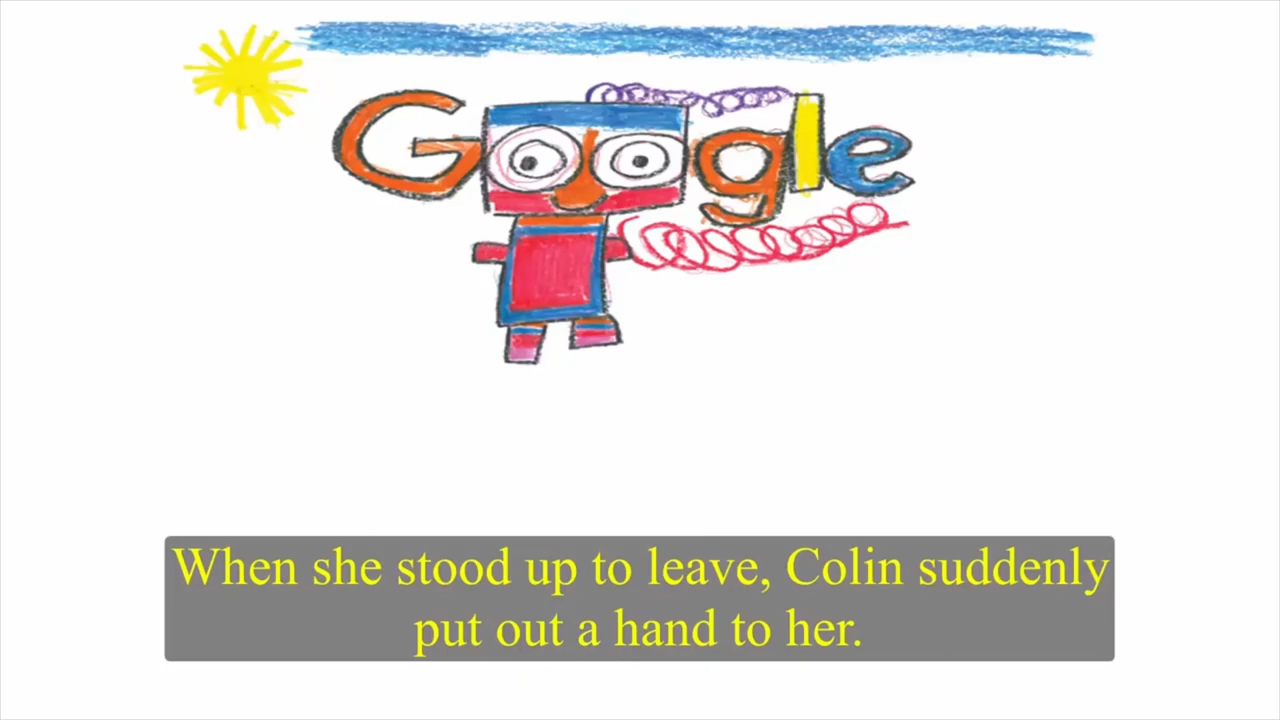 Google
When she stood up to leave, Colin suddenly
put out a hand to her.